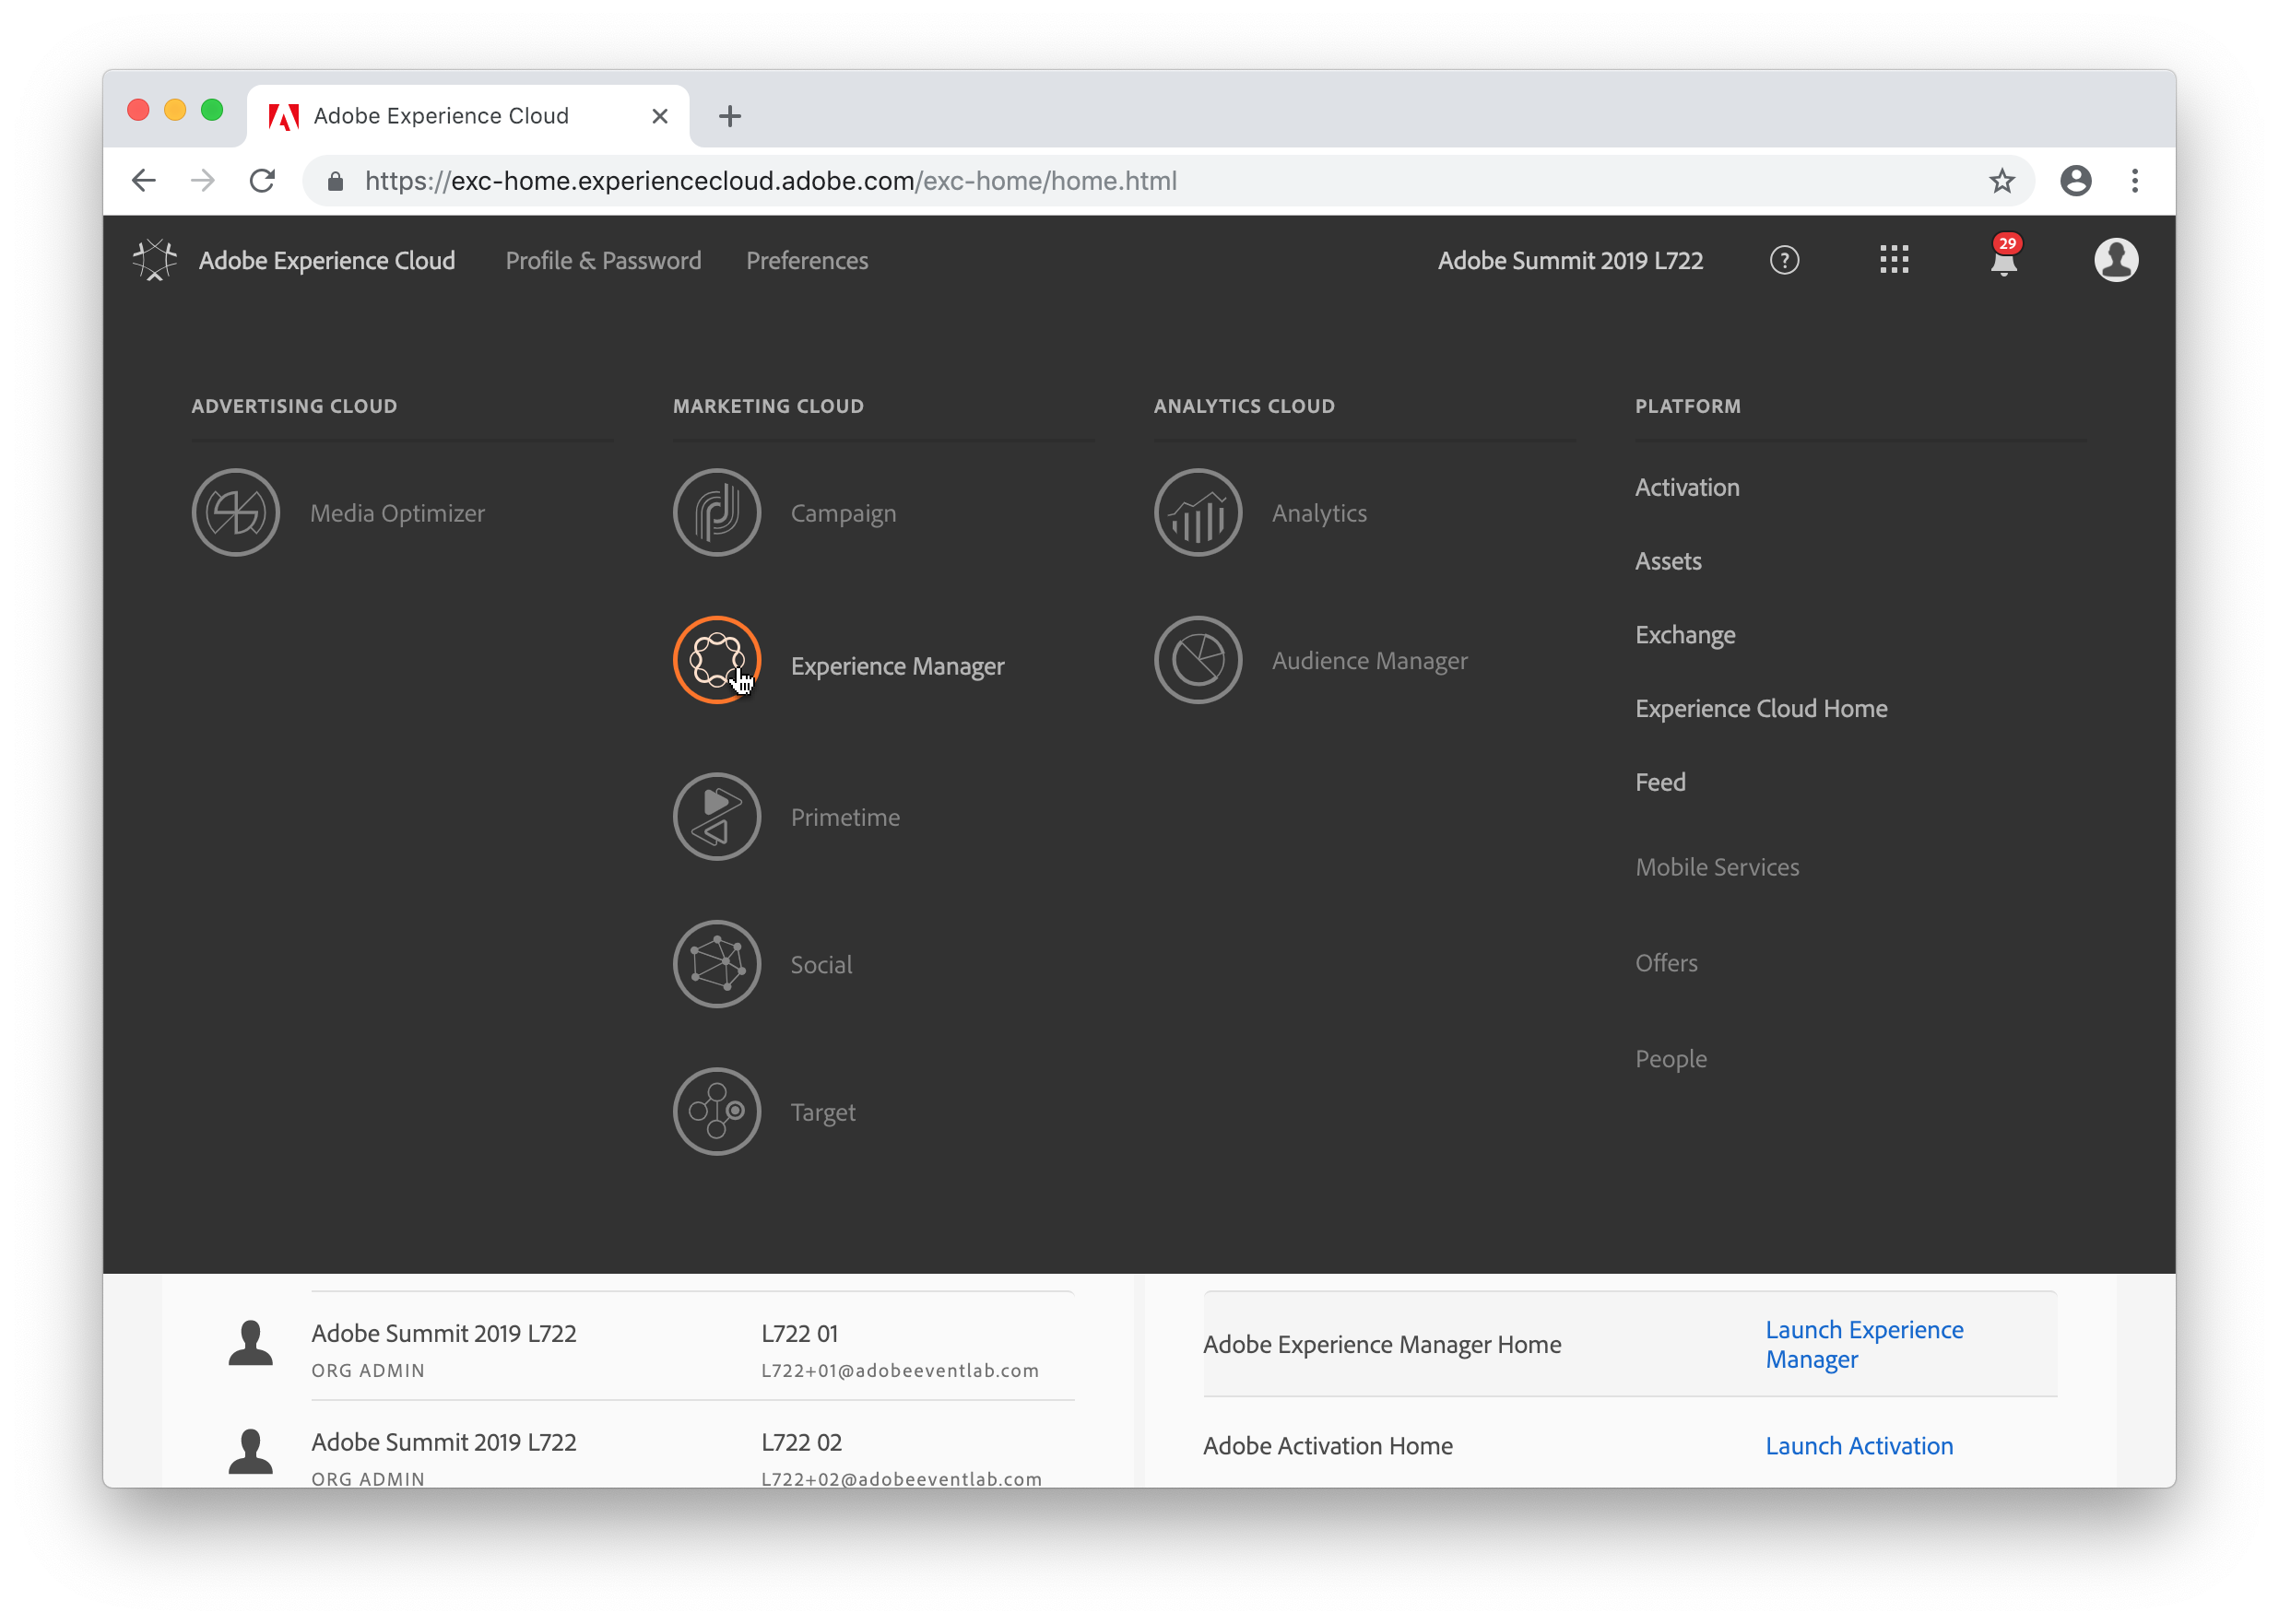 Adobe Experience Cloud
https://exc-home.experiencecloud.adobe.com/exc-home/home.html
Adobe Experience Cloud Profile & Password Preferences Adobe Summit 2019 L722 ? 29
ADVERTISING CLOUD
Media Optimizer
MARKETING CLOUD
Campaign
Experience Manager
Primetime
Social
Target
ANALYTICS CLOUD
Analytics
Audience Manager
PLATFORM
Activation
Assets
Exchange
Experience Cloud Home
Feed
Mobile Services
Offers
People
Adobe Summit 2019 L722 L722 01
ORG ADMIN L722+01@adobeeventlab.com
Adobe Summit 2019 L722 L722 02
ORG ADMIN L722+02@adobeeventlab.com
Adobe Experience Manager Home
Launch Experience
Manager
Adobe Activation Home Launch Activation